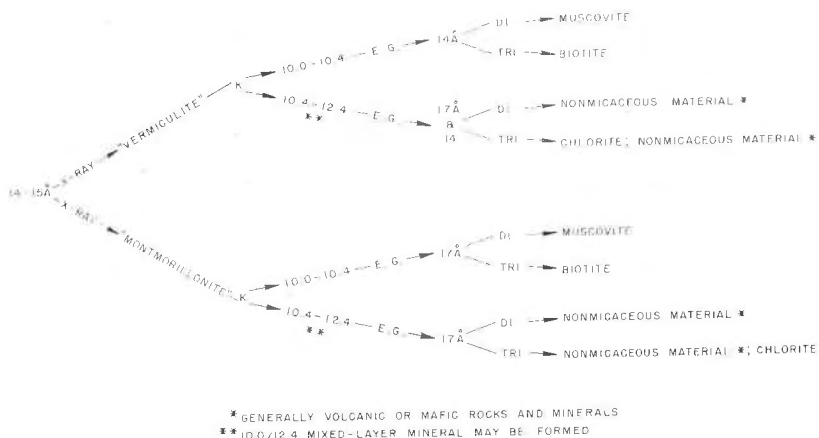 14-15Å
X-RAY "VERMICULITE"
K
10.0-10.4 E.G. 14Å
DI MUSCOVITE
TRI BIOTITE
10.4-12.4 E.G. 17Å & 14
**
DI NONMICACEOUS MATERIAL *
TRI CHLORITE; NONMICACEOUS MATERIAL *
X-RAY "MONTMORILLONITE"
K
10.0-10.4 E.G. 17Å
DI MUSCOVITE
TRI BIOTITE
10.4-12.4 E.G. 17Å
**
DI NONMICACEOUS MATERIAL *
TRI NONMICACEOUS MATERIAL *; CHLORITE
* GENERALLY VOLCANIC OR MAFIC ROCKS AND MINERALS
** 10.0/12.4 MIXED-LAYER MINERAL MAY BE FORMED